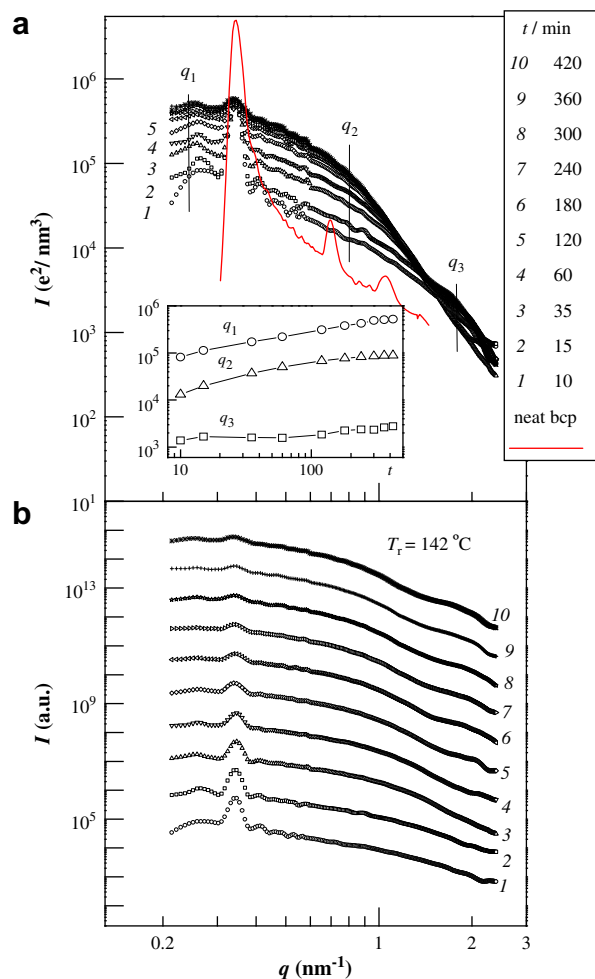 a
I (e²/ nm³)
10⁶
10⁵
10⁴
10³
10²
q₁
q₂
q₃
5
4
3
2
1
t / min
10 420
9 360
8 300
7 240
6 180
5 120
4 60
3 35
2 15
1 10
neat bcp
10⁶
10⁵
10⁴
10³
q₁
q₂
q₃
10
100
t
b
I (a.u.)
10¹
10¹³
10⁹
10⁵
Tᵣ = 142 °C
10
9
8
7
6
5
4
3
2
1
0.2
1
2
3
q (nm⁻¹)